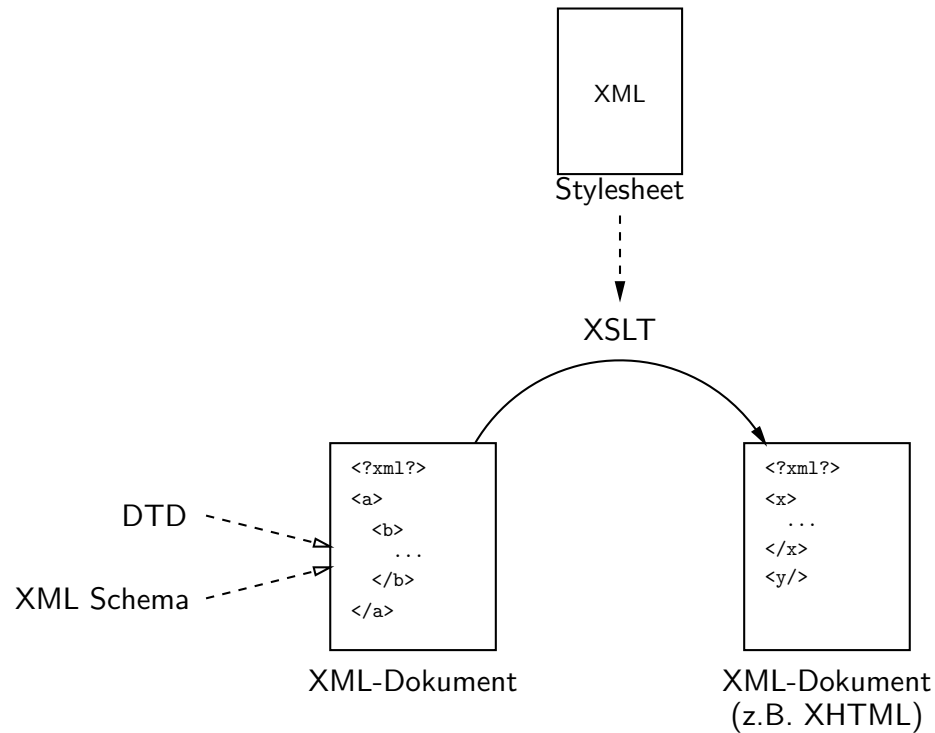 XML
Stylesheet
XSLT
<?xml?>
<a>
<b>
...
</b>
</a>
DTD
XML Schema
XML-Dokument
<?xml?>
<x>
...
</x>
<y/>
XML-Dokument
(z.B. XHTML)